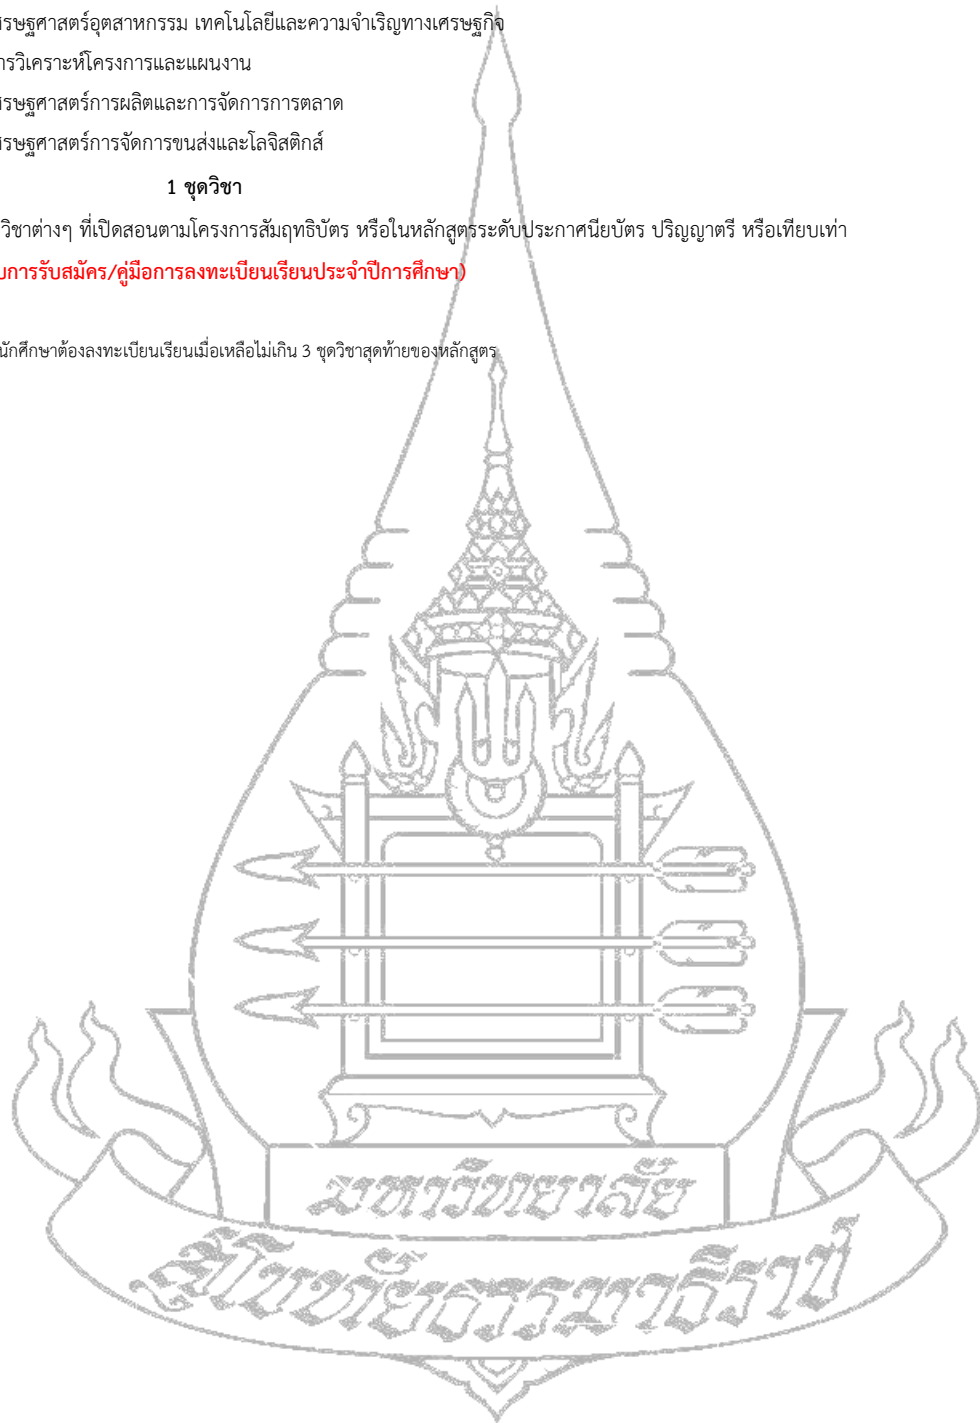 ศรษฐศาสตร์อุตสาหกรรม เทคโนโลยีและความจำเริญทางเศรษฐกิจ
ารวิเคราะห์โครงการและแผนงาน
ศรษฐศาสตร์การผลิตและการจัดการการตลาด
ศรษฐศาสตร์การจัดการขนส่งและโลจิสติกส์
1 ชุดวิชา
วิชาต่างๆ ที่เปิดสอนตามโครงการสัมฤทธิบัตร หรือในหลักสูตรระดับประกาศนียบัตร ปริญญาตรี หรือเทียบเท่า
บการรับสมัคร/คู่มือการลงทะเบียนเรียนประจำปีการศึกษา)
นักศึกษาต้องลงทะเบียนเรียนเมื่อเหลือไม่เกิน 3 ชุดวิชาสุดท้ายของหลักสูตร
มหาวิทยาลัย
สุโขทัยธรรมาธิราช